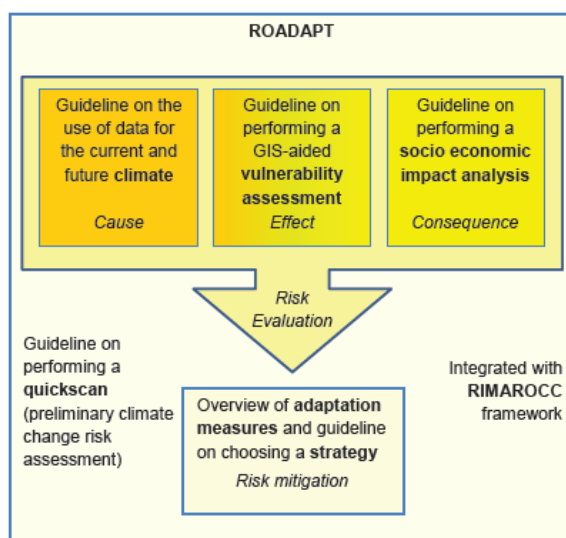 ROADAPT
Guideline on the
use of data for
the current and
future climate
Cause
Guideline on
performing a
GIS-aided
vulnerability
assessment
Effect
Guideline on
performing a
socio economic
impact analysis
Consequence
Risk
Evaluation
Guideline on
performing a
quickscan
(preliminary climate
change risk
assessment)
Integrated with
RIMAROCC
framework
Overview of adaptation
measures and guideline
on choosing a strategy
Risk mitigation